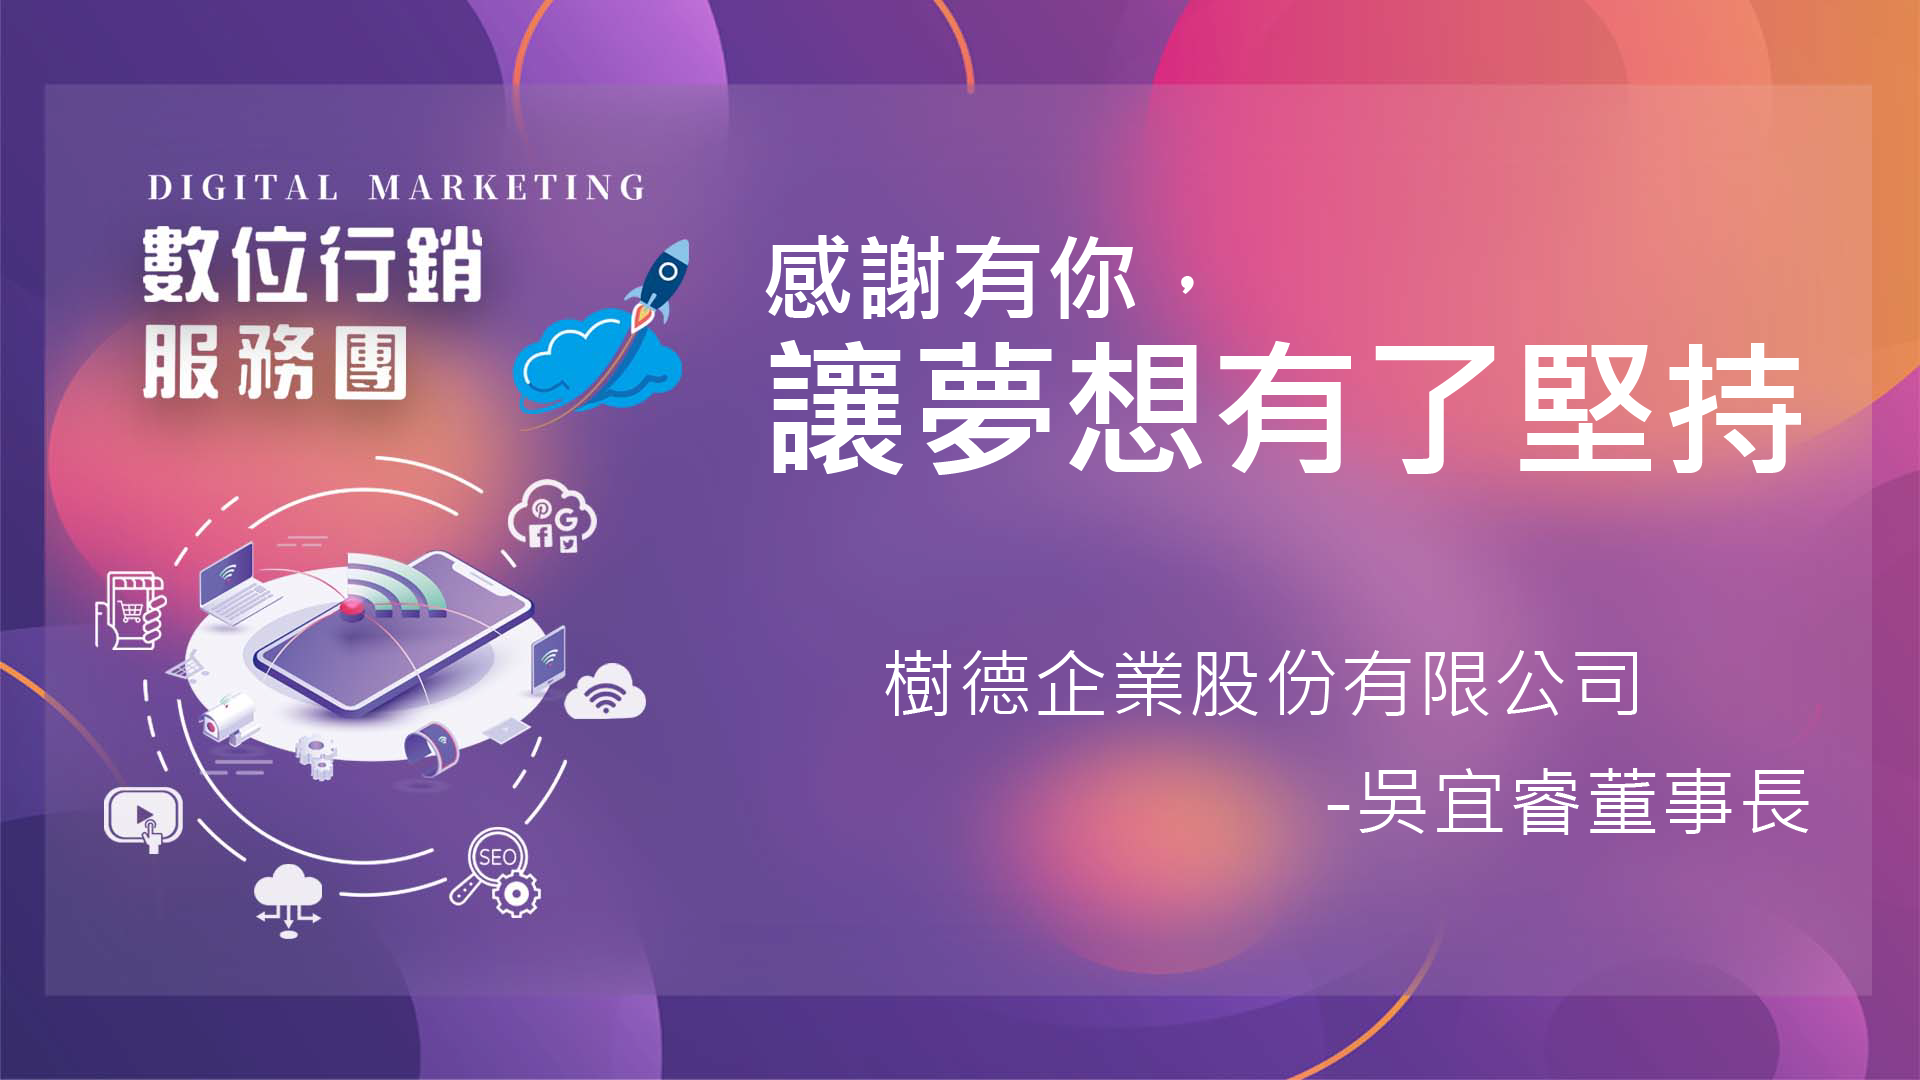 DIGITAL MARKETING
數位行銷
服務團
感謝有你，
讓夢想有了堅持
樹德企業股份有限公司
-吳宜睿董事長
SEO